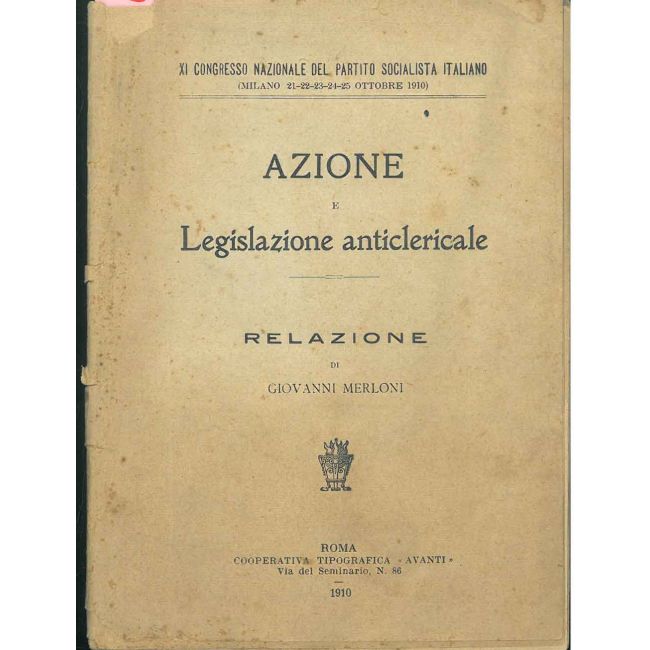 XI CONGRESSO NAZIONALE DEL PARTITO SOCIALISTA ITALIANO
(MILANO 21-22-23-24-25 OTTOBRE 1910)
AZIONE
E
Legislazione anticlericale
RELAZIONE
DI
GIOVANNI MERLONI
ROMA
COOPERATIVA TIPOGRAFICA «AVANTI»
Via del Seminario, N. 86
1910